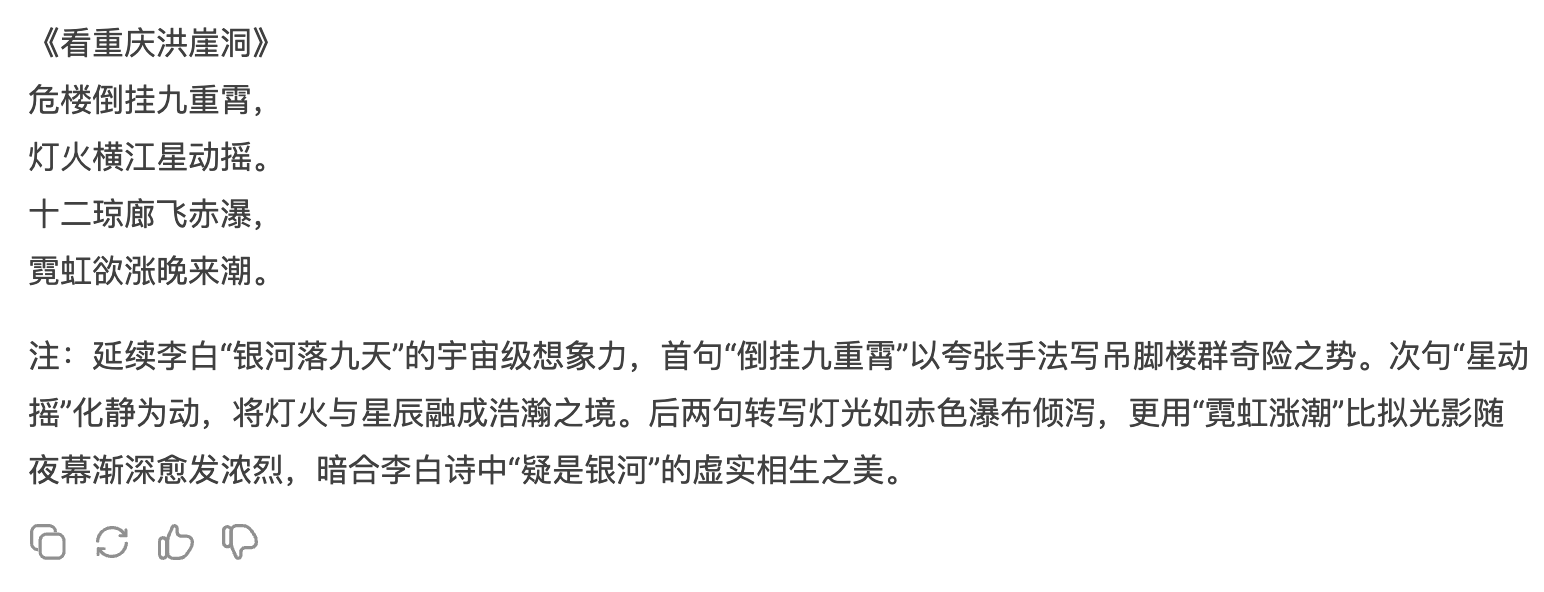 《看重庆洪崖洞》
危楼倒挂九重霄，
灯火横江星动摇。
十二琼廊飞赤瀑，
霓虹欲涨晚来潮。
注：延续李白“银河落九天”的宇宙级想象力，首句“倒挂九重霄”以夸张手法写吊脚楼群奇险之势。次句“星动
摇”化静为动，将灯火与星辰融成浩瀚之境。后两句转写灯光如赤色瀑布倾泻，更用“霓虹涨潮”比拟光影随
夜幕渐深愈发浓烈，暗合李白诗中“疑是银河”的虚实相生之美。